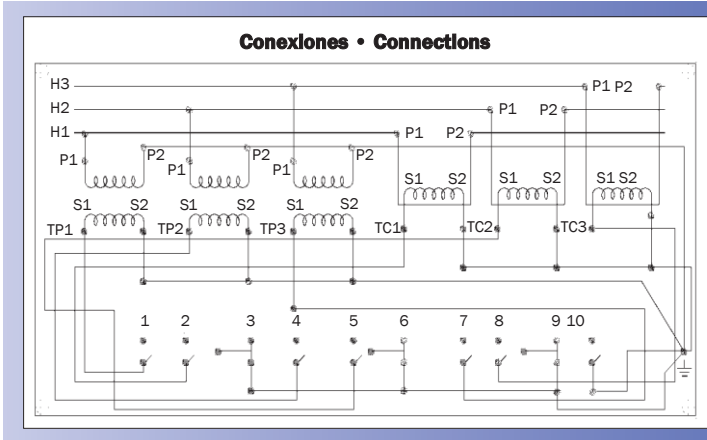 Conexiones • Connections
H3 P1 P2
H2 P1 P2
H1 P1 P2
P1 P2 P1 P2 P1 P2
S1 S2 S1 S2 S1 S2
S1 S2 S1 S2 S1 S2
TP1 TP2 TP3 TC1 TC2 TC3
1 2 3 4 5 6 7 8 9 10